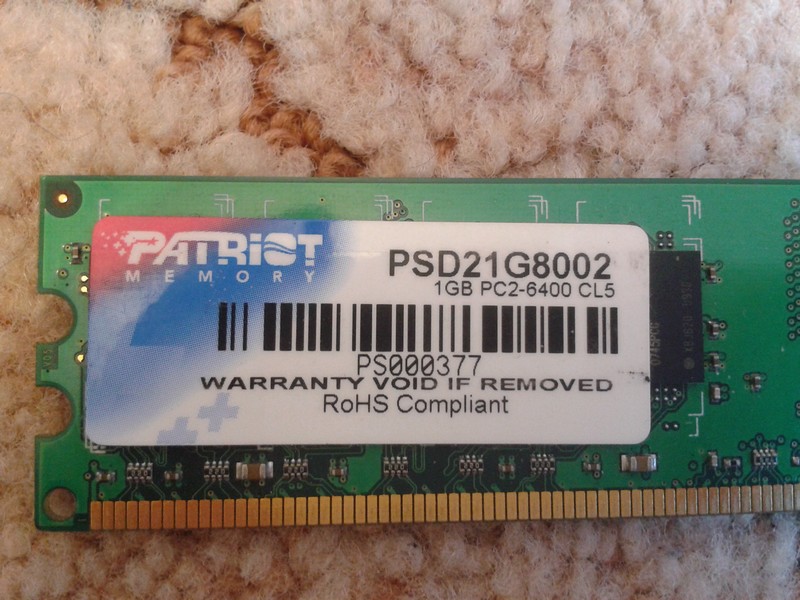 PATRIOT
MEMORY
PSD21G8002
1GB PC2-6400 CL5
PS000377
WARRANTY VOID IF REMOVED
RoHS Compliant